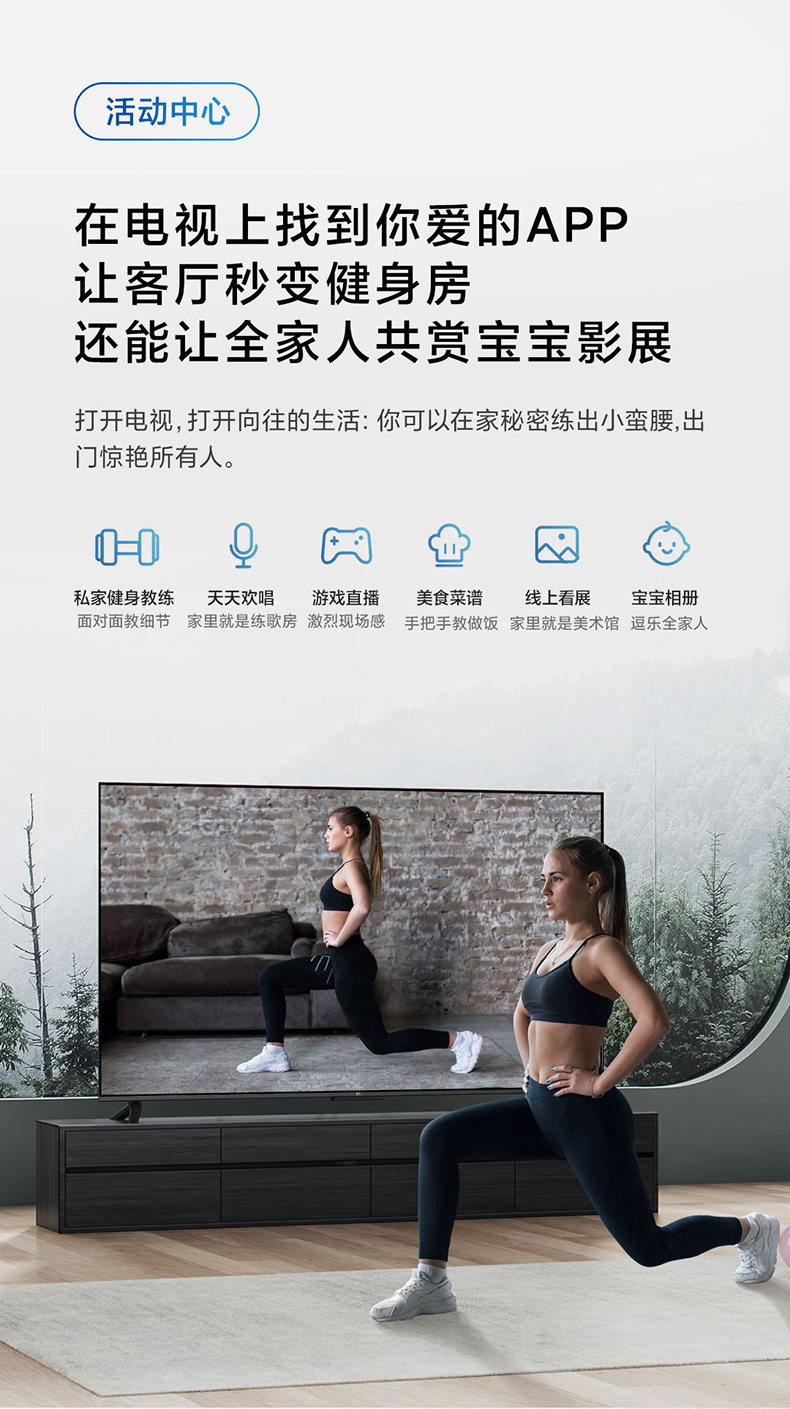 活动中心
在电视上找到你爱的APP
让客厅秒变健身房
还能让全家人共赏宝宝影展
打开电视,打开向往的生活: 你可以在家秘密练出小蛮腰,出
门惊艳所有人。
私家健身教练 天天欢唱 游戏直播 美食菜谱 线上看展 宝宝相册
面对面教细节 家里就是练歌房 激烈现场感 手把手教做饭 家里就是美术馆 逗乐全家人